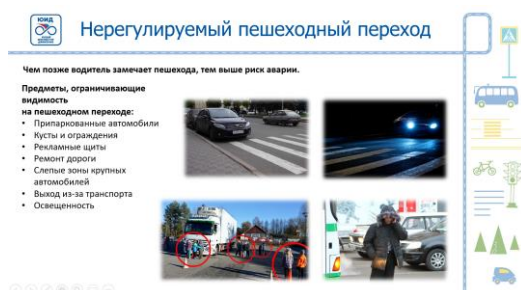 ЮИД
Нерегулируемый пешеходный переход
Чем позже водитель замечает пешехода, тем выше риск аварии.
Предметы, ограничивающие
видимость
на пешеходном переходе:
• Припаркованные автомобили
• Кусты и ограждения
• Рекламные щиты
• Ремонт дороги
• Слепые зоны крупных
автомобилей
• Выход из-за транспорта
• Освещенность